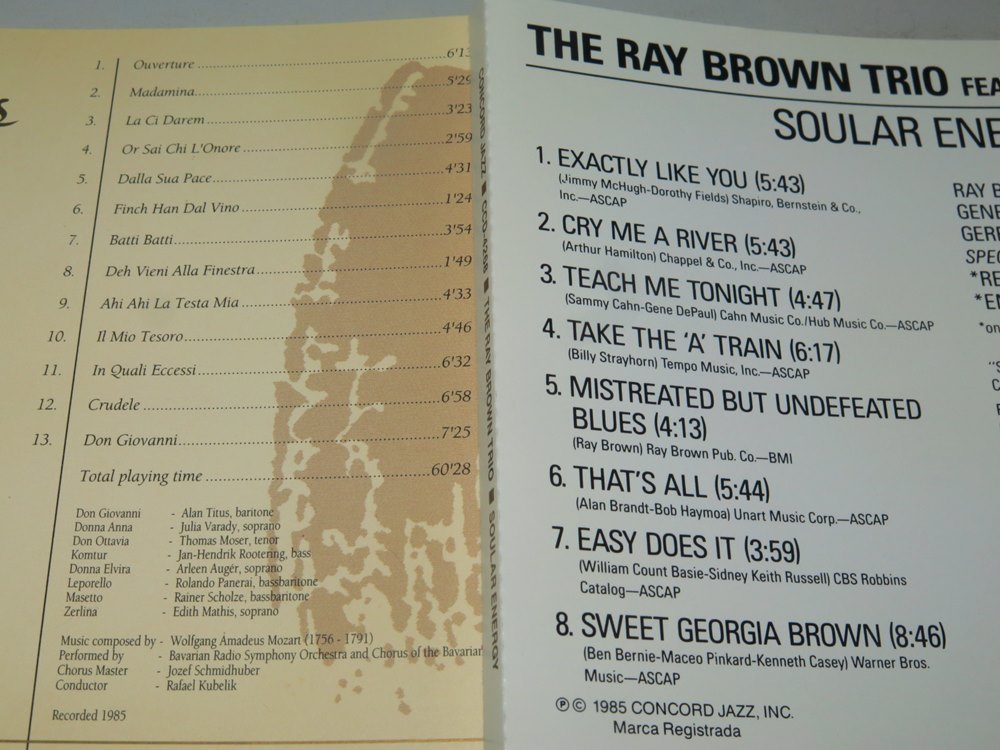 1. Ouverture 6'13
2. Madamina 5'29
3. La Ci Darem 3'23
4. Or Sai Chi L'Onore 2'59
5. Dalla Sua Pace 4'31
6. Finch Han Dal Vino 1'24
7. Batti Batti 3'54
8. Deh Vieni Alla Finestra 1'49
9. Ahi Ahi La Testa Mia 4'33
10. Il Mio Tesoro 4'46
11. In Quali Eccessi 6'32
12. Crudele 6'58
13. Don Giovanni 7'25
Total playing time 60'28
Don Giovanni - Alan Titus, baritone
Donna Anna - Julia Varady, soprano
Don Ottavia - Thomas Moser, tenor
Komtur - Jan-Hendrik Rootering, bass
Donna Elvira - Arleen Augér, soprano
Leporello - Rolando Panerai, bassbaritone
Masetto - Rainer Scholze, bassbaritone
Zerlina - Edith Mathis, soprano
Music composed by - Wolfgang Amadeus Mozart (1756 - 1791)
Performed by - Bavarian Radio Symphony Orchestra and Chorus of the Bavarian
Chorus Master - Jozef Schmidhuber
Conductor - Rafael Kubelik
Recorded 1985
CONCORD JAZZ ■ CCD-4268 ■ THE RAY BROWN TRIO ■ SOULAR ENERGY
THE RAY BROWN TRIO FEA
SOULAR ENE
1. EXACTLY LIKE YOU (5:43)
(Jimmy McHugh-Dorothy Fields) Shapiro, Bernstein & Co.,
Inc.—ASCAP
2. CRY ME A RIVER (5:43)
(Arthur Hamilton) Chappel & Co., Inc.—ASCAP
3. TEACH ME TONIGHT (4:47)
(Sammy Cahn-Gene DePaul) Cahn Music Co./Hub Music Co.—ASCAP
4. TAKE THE 'A' TRAIN (6:17)
(Billy Strayhorn) Tempo Music, Inc.—ASCAP
5. MISTREATED BUT UNDEFEATED
BLUES (4:13)
(Ray Brown) Ray Brown Pub. Co.—BMI
6. THAT'S ALL (5:44)
(Alan Brandt-Bob Haymoa) Unart Music Corp.—ASCAP
7. EASY DOES IT (3:59)
(William Count Basie-Sidney Keith Russell) CBS Robbins
Catalog—ASCAP
8. SWEET GEORGIA BROWN (8:46)
(Ben Bernie-Maceo Pinkard-Kenneth Casey) Warner Bros.
Music—ASCAP
℗ © 1985 CONCORD JAZZ, INC.
Marca Registrada
RAY B
GENE
GER
SPEC
*RE
*E
*on